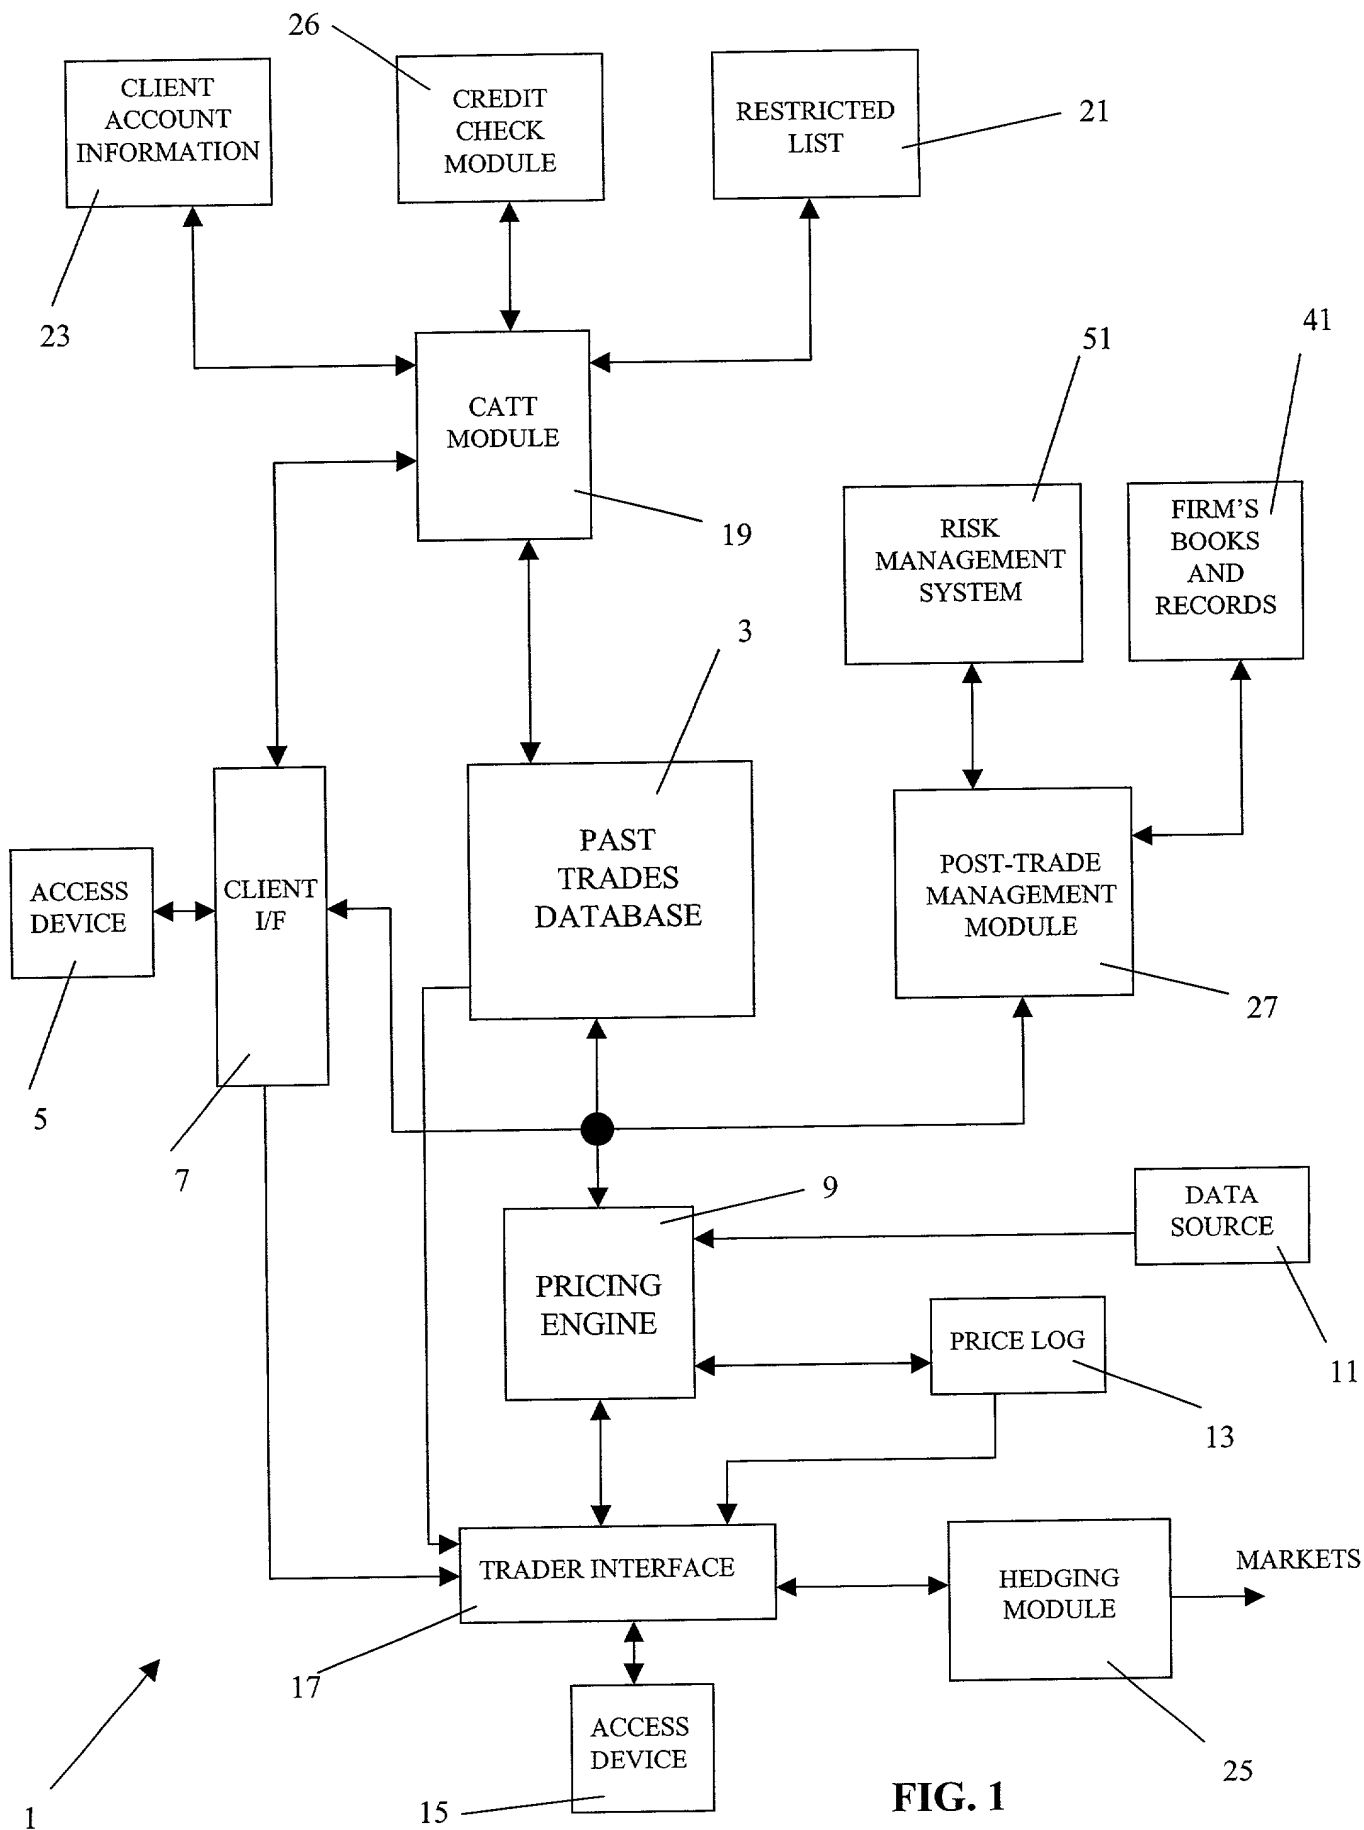 26
CLIENT
ACCOUNT
INFORMATION
CREDIT
CHECK
MODULE
RESTRICTED
LIST
21
23
51
41
CATT
MODULE
19
RISK
MANAGEMENT
SYSTEM
FIRM'S
BOOKS
AND
RECORDS
3
ACCESS
DEVICE
CLIENT
I/F
PAST
TRADES
DATABASE
POST-TRADE
MANAGEMENT
MODULE
27
5
7
9
DATA
SOURCE
PRICING
ENGINE
PRICE LOG
11
13
TRADER INTERFACE
HEDGING
MODULE
MARKETS
17
ACCESS
DEVICE
25
15
1
FIG. 1